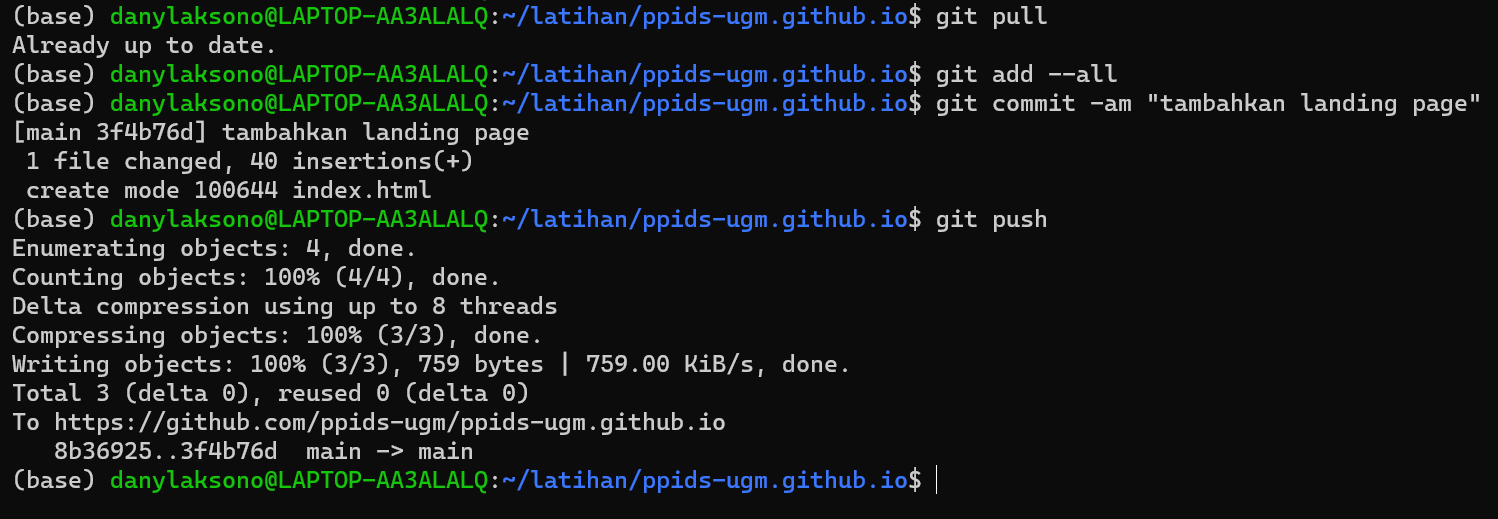 (base) danylaksono@LAPTOP-AA3ALALQ:~/latihan/ppids-ugm.github.io$ git pull
Already up to date.
(base) danylaksono@LAPTOP-AA3ALALQ:~/latihan/ppids-ugm.github.io$ git add --all
(base) danylaksono@LAPTOP-AA3ALALQ:~/latihan/ppids-ugm.github.io$ git commit -am "tambahkan landing page"
[main 3f4b76d] tambahkan landing page
 1 file changed, 40 insertions(+)
 create mode 100644 index.html
(base) danylaksono@LAPTOP-AA3ALALQ:~/latihan/ppids-ugm.github.io$ git push
Enumerating objects: 4, done.
Counting objects: 100% (4/4), done.
Delta compression using up to 8 threads
Compressing objects: 100% (3/3), done.
Writing objects: 100% (3/3), 759 bytes | 759.00 KiB/s, done.
Total 3 (delta 0), reused 0 (delta 0)
To https://github.com/ppids-ugm/ppids-ugm.github.io
   8b36925..3f4b76d  main -> main
(base) danylaksono@LAPTOP-AA3ALALQ:~/latihan/ppids-ugm.github.io$